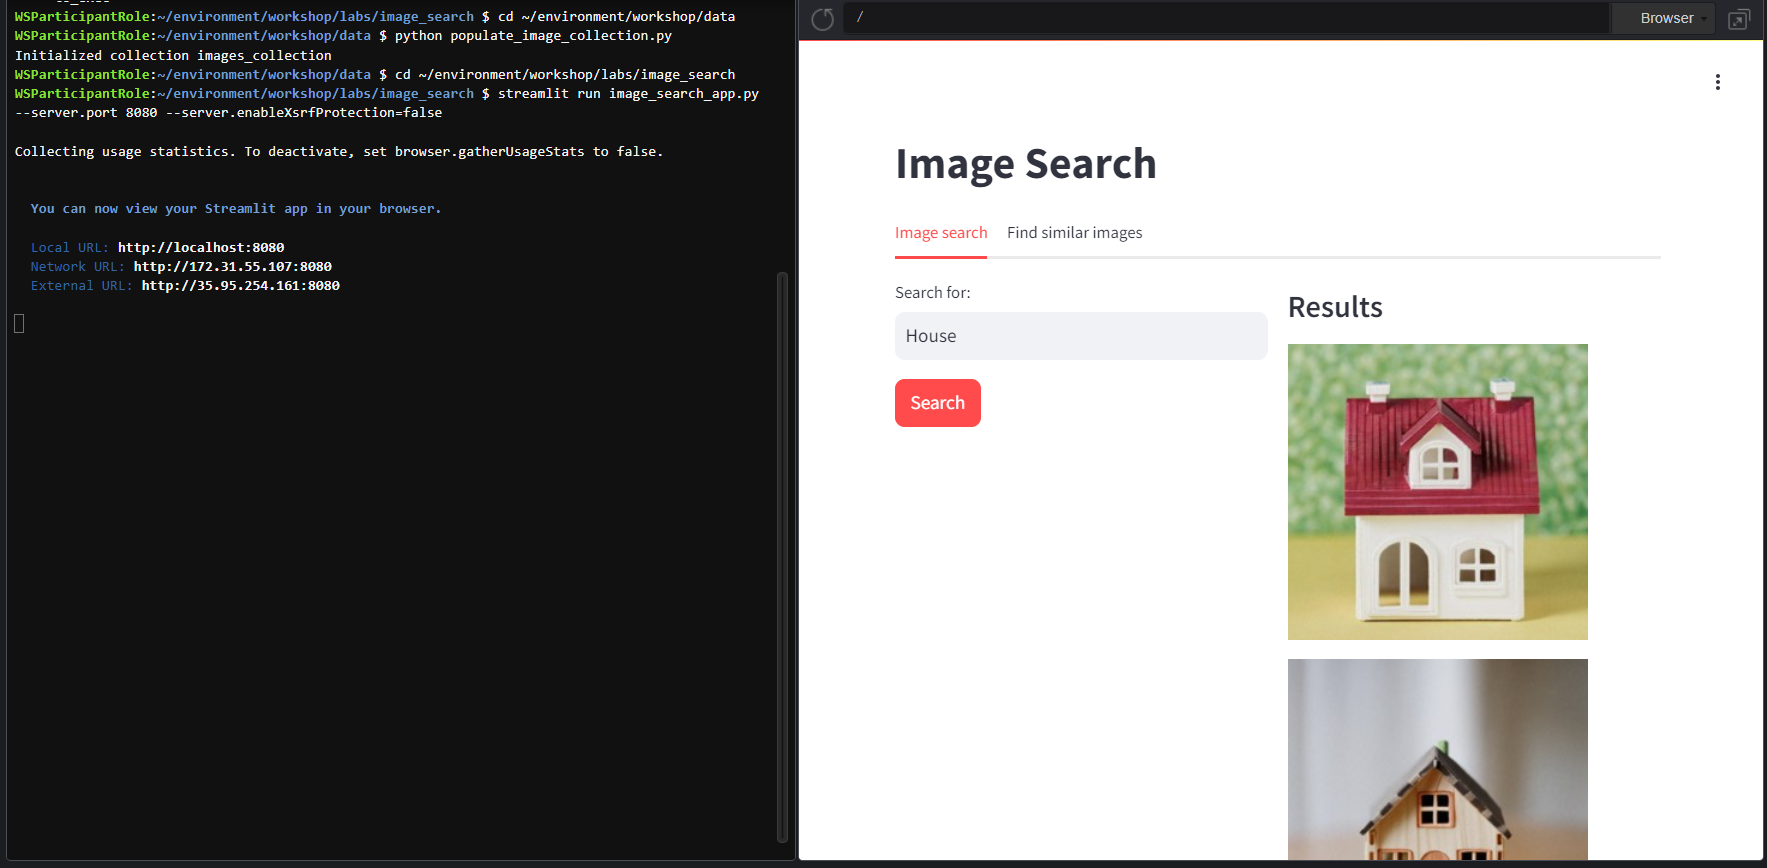 WSParticipantRole:~/environment/workshop/labs/image_search $ cd ~/environment/workshop/data
WSParticipantRole:~/environment/workshop/data $ python populate_image_collection.py
Initialized collection images_collection
WSParticipantRole:~/environment/workshop/data $ cd ~/environment/workshop/labs/image_search
WSParticipantRole:~/environment/workshop/labs/image_search $ streamlit run image_search_app.py
--server.port 8080 --server.enableXsrfProtection=false
Collecting usage statistics. To deactivate, set browser.gatherUsageStats to false.
You can now view your Streamlit app in your browser.
Local URL: http://localhost:8080
Network URL: http://172.31.55.107:8080
External URL: http://35.95.254.161:8080
/
Browser
Image Search
Image search Find similar images
Search for:
House
Search
Results